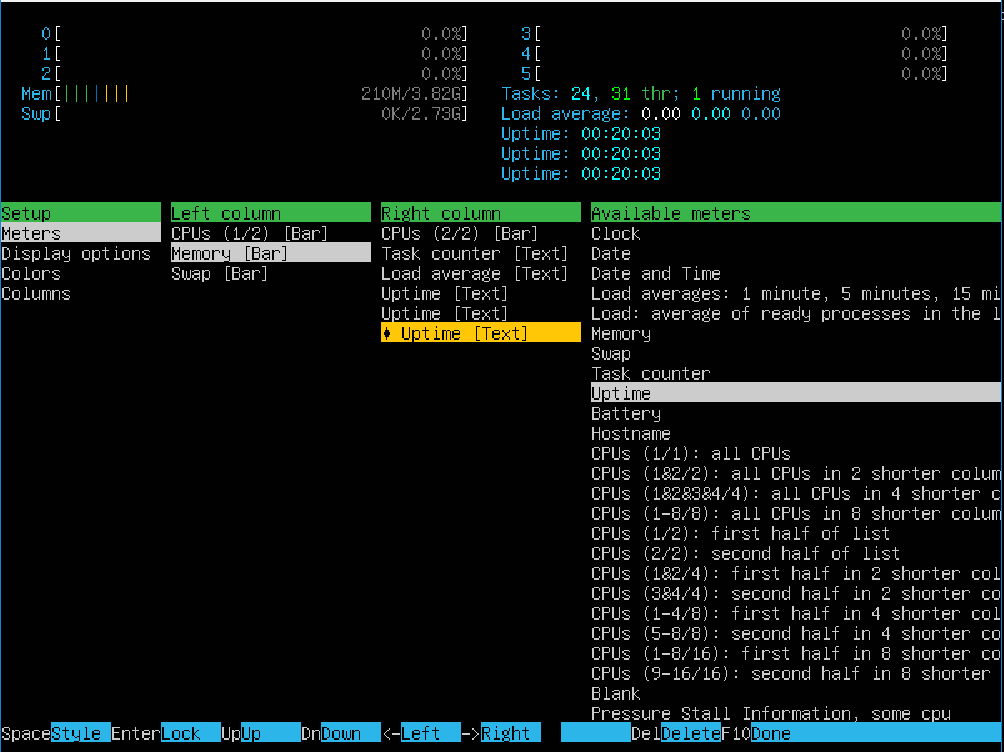 0[ 0.0%] 3[ 0.0%]
1[ 0.0%] 4[ 0.0%]
2[ 0.0%] 5[ 0.0%]
Mem[||||||| 210M/3.82G] Tasks: 24, 31 thr; 1 running
Swp[ 0K/2.73G] Load average: 0.00 0.00 0.00
Uptime: 00:20:03
Uptime: 00:20:03
Uptime: 00:20:03
Setup Left column Right column Available meters
Meters CPUs (1/2) [Bar] CPUs (2/2) [Bar] Clock
Display options Memory [Bar] Task counter [Text] Date
Colors Swap [Bar] Load average [Text] Date and Time
Columns Uptime [Text] Load averages: 1 minute, 5 minutes, 15 mi
Uptime [Text] Load: average of ready processes in the l
♦ Uptime [Text] Memory
Swap
Task counter
Uptime
Battery
Hostname
CPUs (1/1): all CPUs
CPUs (1&2/2): all CPUs in 2 shorter colum
CPUs (1&2&3&4/4): all CPUs in 4 shorter c
CPUs (1-8/8): all CPUs in 8 shorter colum
CPUs (1/2): first half of list
CPUs (2/2): second half of list
CPUs (1&2/4): first half in 2 shorter col
CPUs (3&4/4): second half in 2 shorter co
CPUs (1-4/8): first half in 4 shorter col
CPUs (5-8/8): second half in 4 shorter co
CPUs (1-8/16): first half in 8 shorter co
CPUs (9-16/16): second half in 8 shorter
Blank
Pressure Stall Information, some cpu
SpaceStyle EnterLock UpUp DnDown <-Left ->Right DelDeleteF10Done